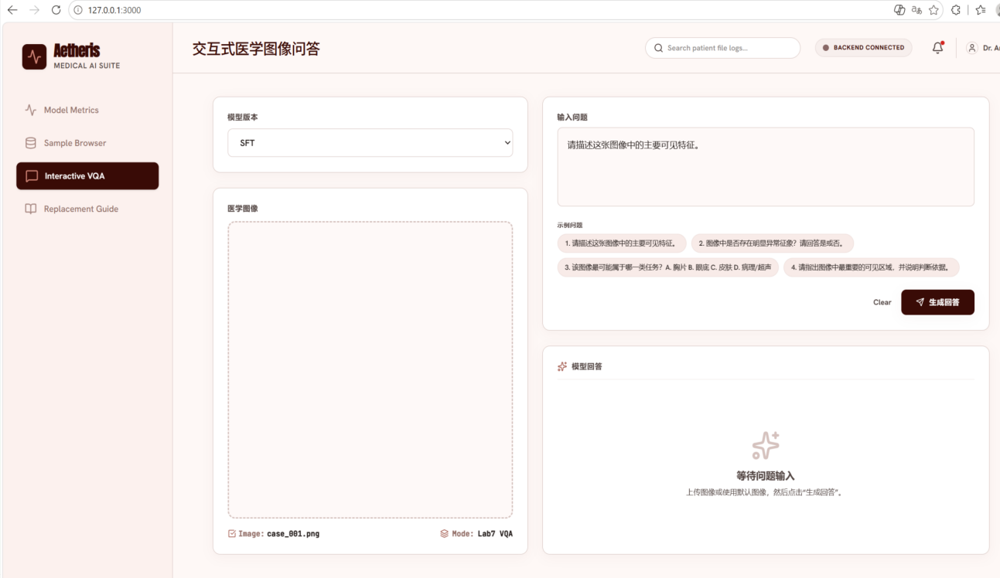 127.0.0.1:3000
Aetheris
MEDICAL AI SUITE
Model Metrics
Sample Browser
Interactive VQA
Replacement Guide
交互式医学图像问答
Search patient file logs...
BACKEND CONNECTED
Dr.
模型版本
SFT
医学图像
Image: case_001.png
Mode: Lab7 VQA
输入问题
请描述这张图像中的主要可见特征。
示例问题
1. 请描述这张图像中的主要可见特征。
2. 图像中是否存在明显异常征象？请回答是或否。
3. 该图像最可能属于哪一类任务？A. 胸片 B. 眼底 C. 皮肤 D. 病理/超声
4. 请指出图像中最重要的可见区域，并说明判断依据。
Clear
生成回答
模型回答
等待问题输入
上传图像或使用默认图像，然后点击“生成回答”。